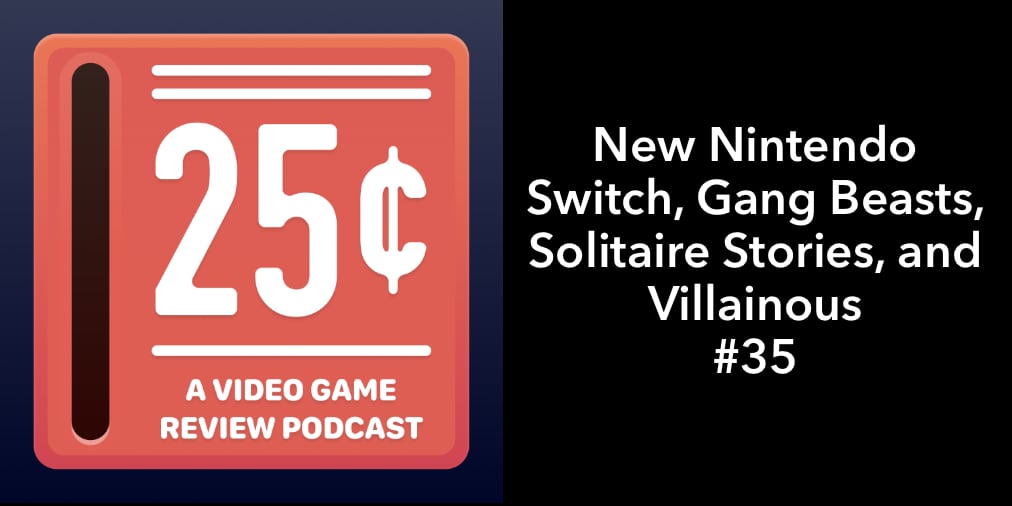 25¢
A VIDEO GAME
REVIEW PODCAST
New Nintendo
Switch, Gang Beasts,
Solitaire Stories, and
Villainous
#35